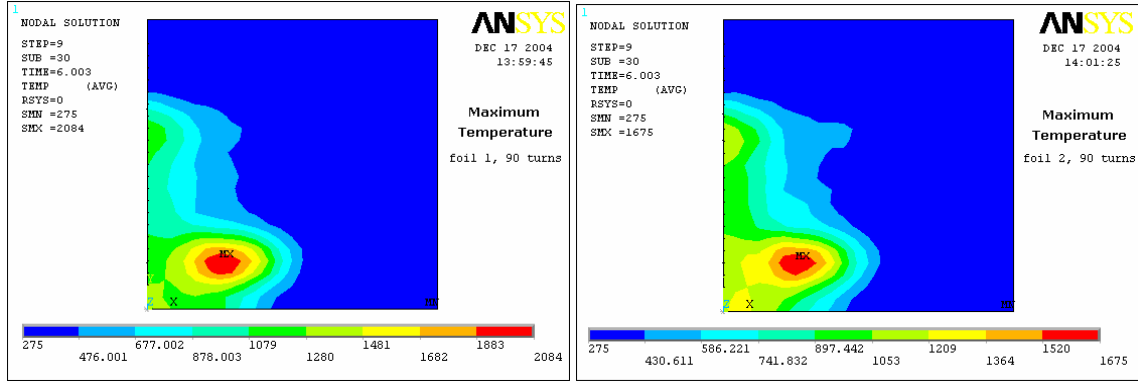 1
NODAL SOLUTION
STEP=9
SUB =30
TIME=6.003
TEMP (AVG)
RSYS=0
SMN =275
SMX =2084
ANSYS
DEC 17 2004
13:59:45
Maximum
Temperature
foil 1, 90 turns
MX
Y
Z X
275 677.002 1079 1481 1883
476.001 878.003 1280 1682 2084
1
NODAL SOLUTION
STEP=9
SUB =30
TIME=6.003
TEMP (AVG)
RSYS=0
SMN =275
SMX =1675
ANSYS
DEC 17 2004
14:01:25
Maximum
Temperature
foil 2, 90 turns
MX
Z X
275 586.221 897.442 1209 1520
430.611 741.832 1053 1364 1675